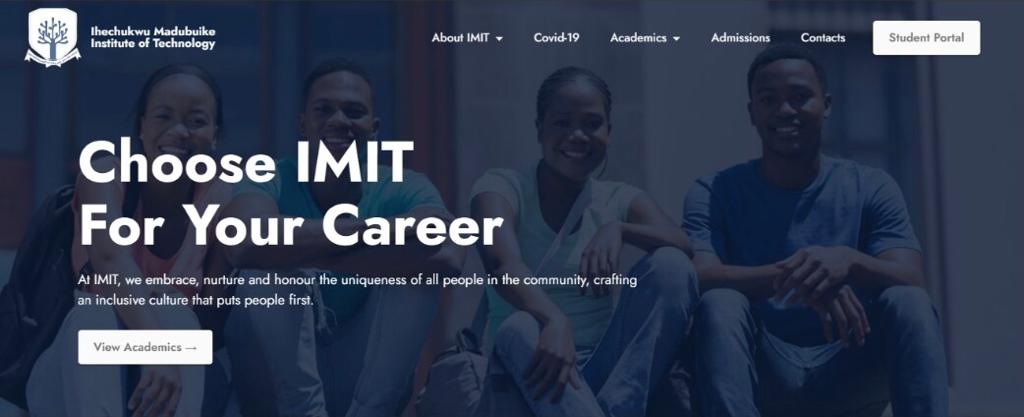 Ihechukwu Madubuike
Institute of Technology
About IMIT
Covid-19
Academics
Admissions
Contacts
Student Portal
Choose IMIT
For Your Career
At IMIT, we embrace, nurture and honour the uniqueness of all people in the community, crafting
an inclusive culture that puts people first.
View Academics →